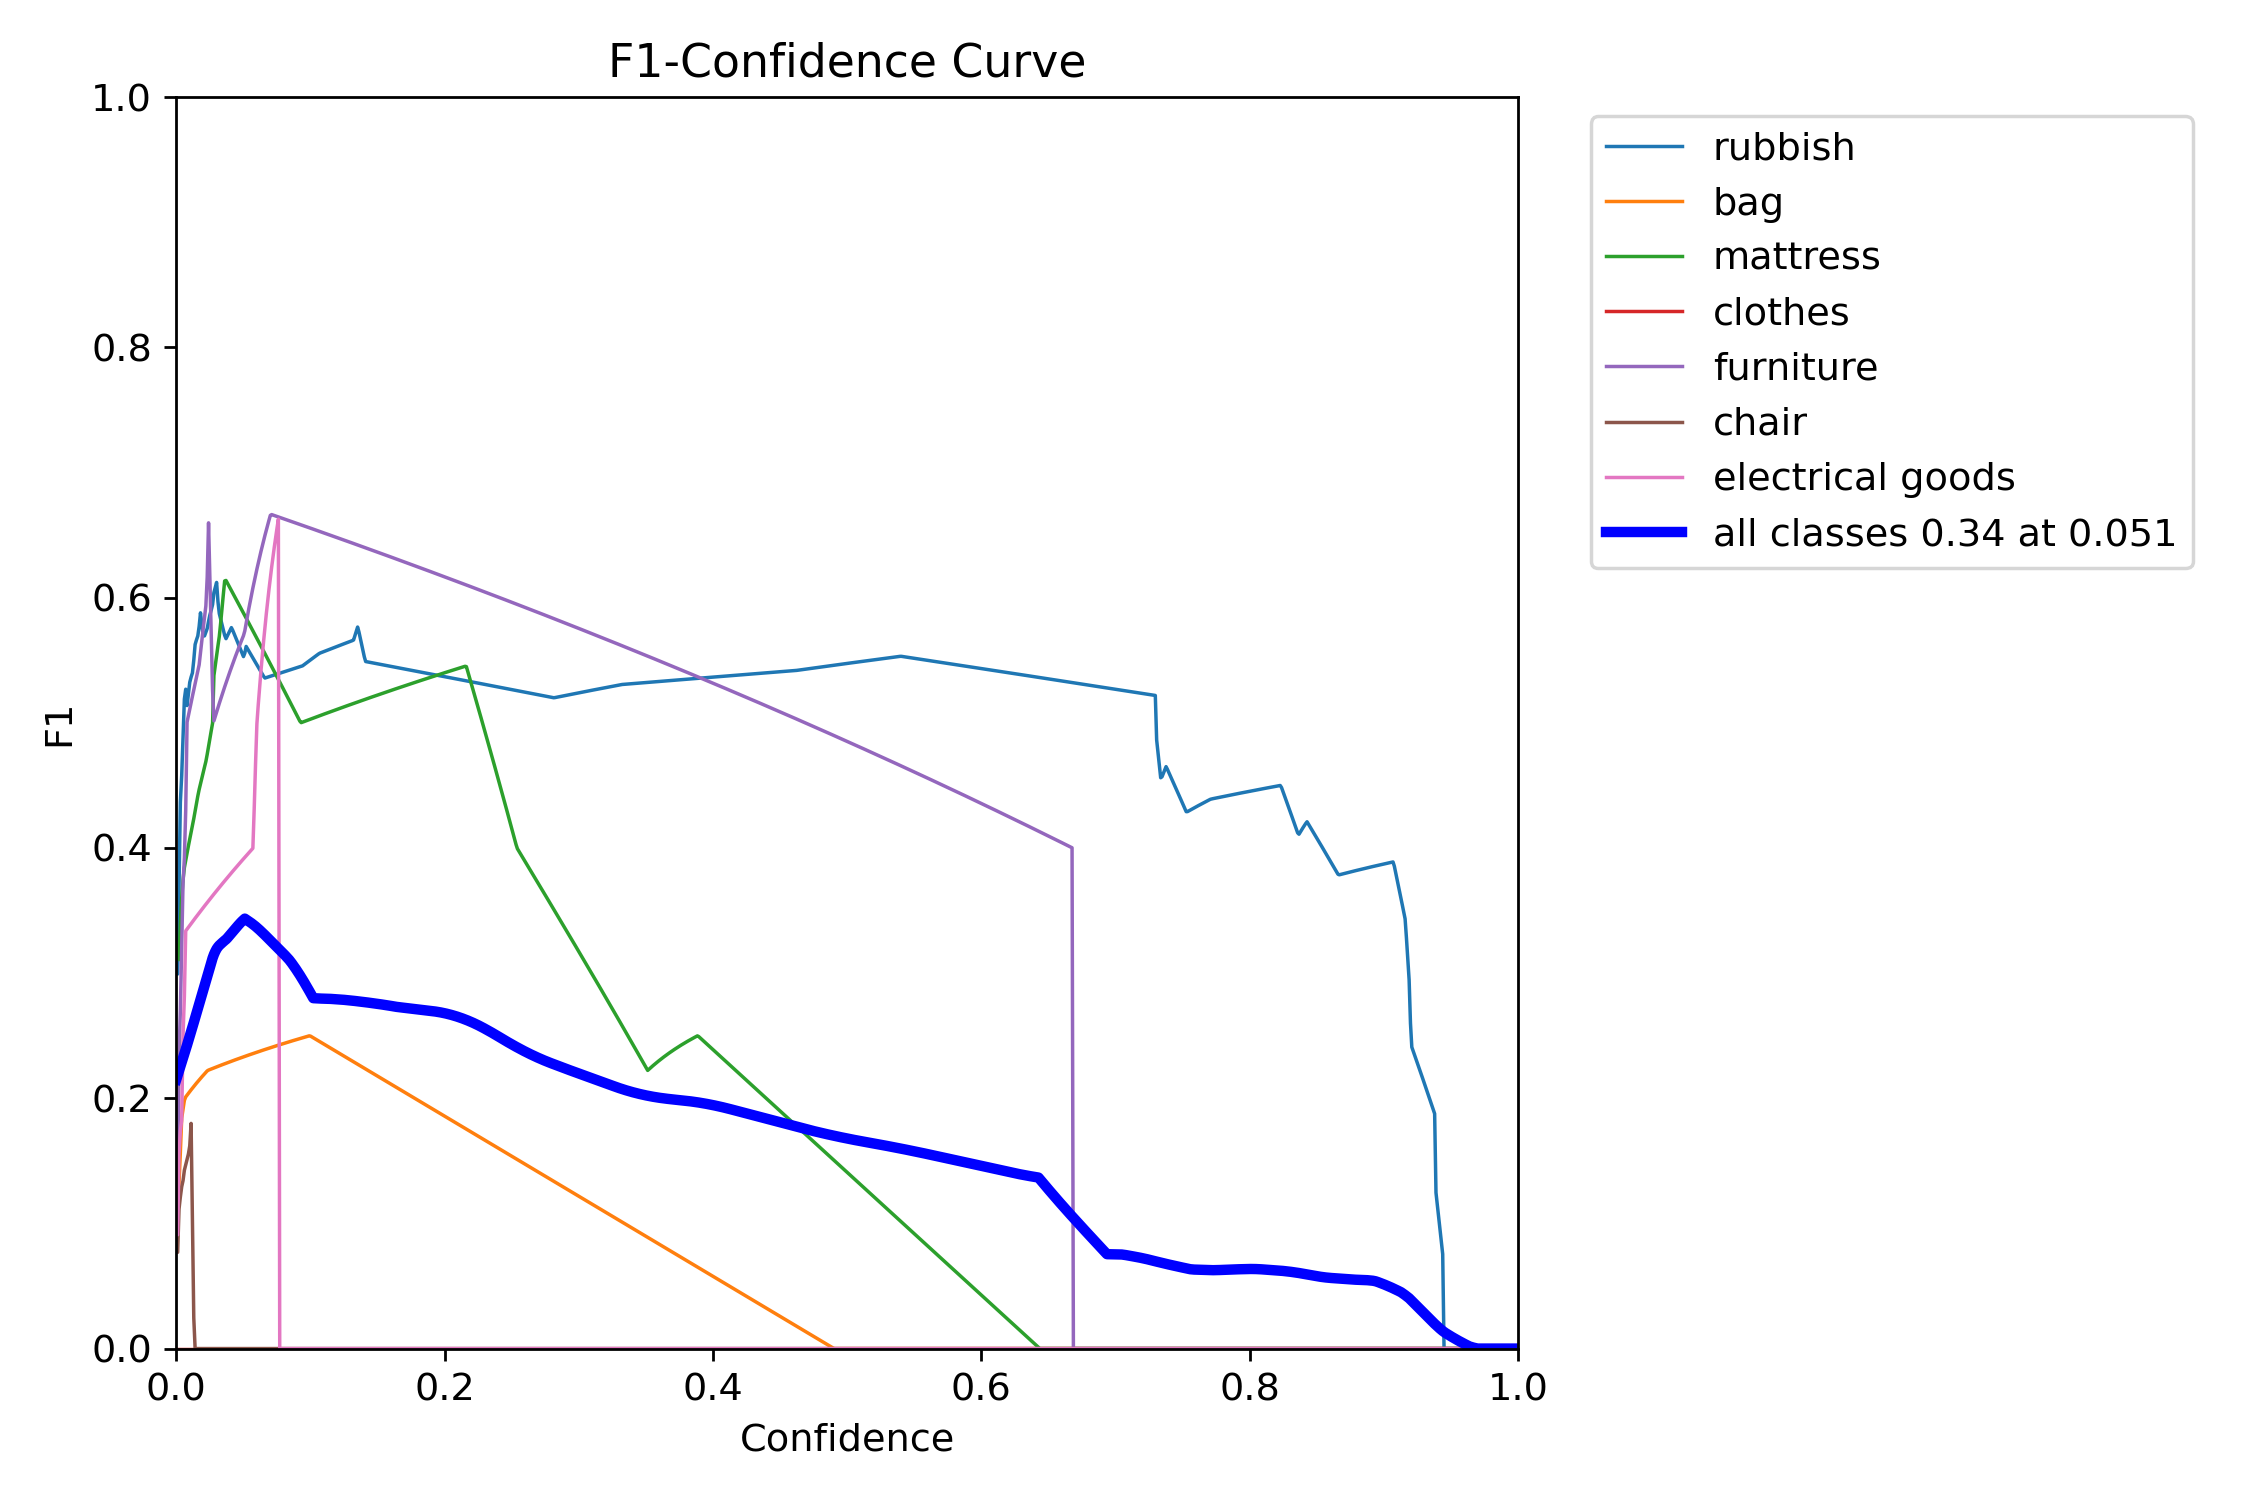 F1-Confidence Curve
1.0
0.8
0.6
0.4
0.2
0.0
F1
0.0 0.2 0.4 0.6 0.8 1.0
Confidence
rubbish
bag
mattress
clothes
furniture
chair
electrical goods
all classes 0.34 at 0.051